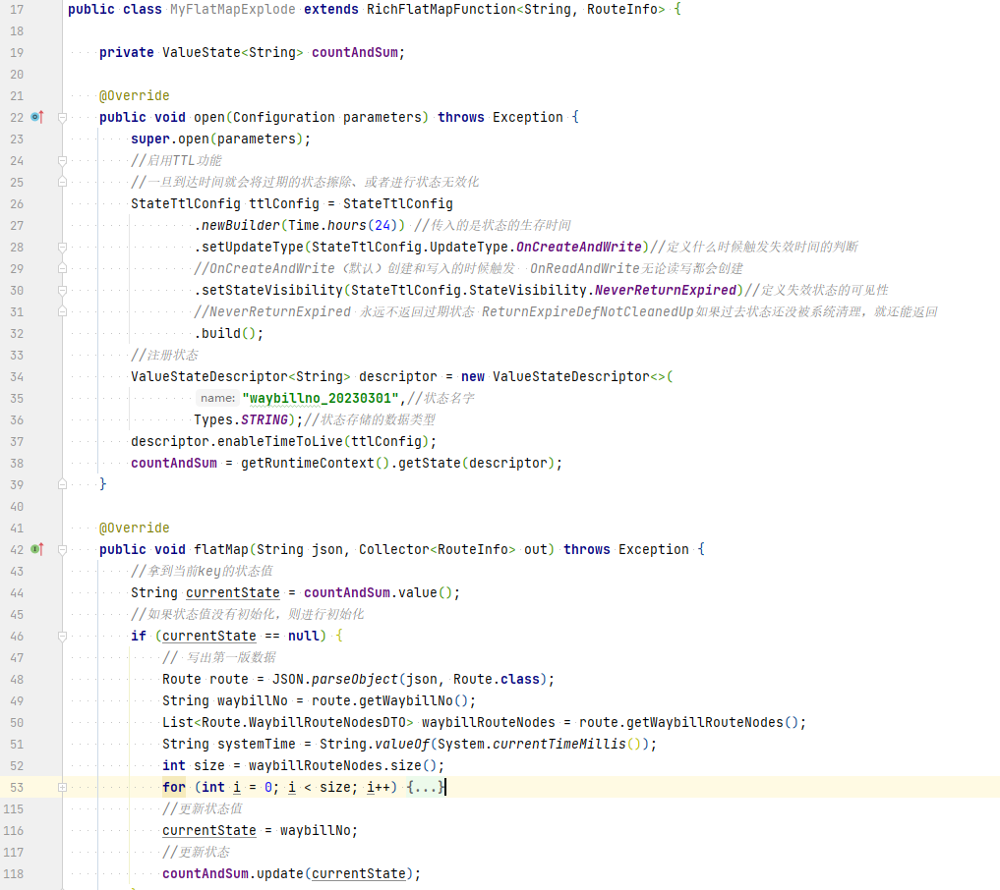 17 public class MyFlatMapExplode extends RichFlatMapFunction<String, RouteInfo> {
18
19 private ValueState<String> countAndSum;
20
21 @Override
22 public void open(Configuration parameters) throws Exception {
23 super.open(parameters);
24 //启用TTL功能
25 //一旦到达时间就会将过期的状态擦除、或者进行状态无效化
26 StateTtlConfig ttlConfig = StateTtlConfig
27 .newBuilder(Time.hours(24)) //传入的是状态的生存时间
28 .setUpdateType(StateTtlConfig.UpdateType.OnCreateAndWrite)//定义什么时候触发失效时间的判断
29 //OnCreateAndWrite（默认）创建和写入的时候触发 OnReadAndWrite无论读写都会创建
30 .setStateVisibility(StateTtlConfig.StateVisibility.NeverReturnExpired)//定义失效状态的可见性
31 //NeverReturnExpired 永远不返回过期状态 ReturnExpireDefNotCleanedUp如果过去状态还没被系统清理，就还能返回
32 .build();
33 //注册状态
34 ValueStateDescriptor<String> descriptor = new ValueStateDescriptor<>(
35 name: "waybillno_20230301",//状态名字
36 Types.STRING);//状态存储的数据类型
37 descriptor.enableTimeToLive(ttlConfig);
38 countAndSum = getRuntimeContext().getState(descriptor);
39 }
40
41 @Override
42 public void flatMap(String json, Collector<RouteInfo> out) throws Exception {
43 //拿到当前key的状态值
44 String currentState = countAndSum.value();
45 //如果状态值没有初始化，则进行初始化
46 if (currentState == null) {
47 // 写出第一版数据
48 Route route = JSON.parseObject(json, Route.class);
49 String waybillNo = route.getWaybillNo();
50 List<Route.WaybillRouteNodesDTO> waybillRouteNodes = route.getWaybillRouteNodes();
51 String systemTime = String.valueOf(System.currentTimeMillis());
52 int size = waybillRouteNodes.size();
53 for (int i = 0; i < size; i++) {...}
115 //更新状态值
116 currentState = waybillNo;
117 //更新状态
118 countAndSum.update(currentState);